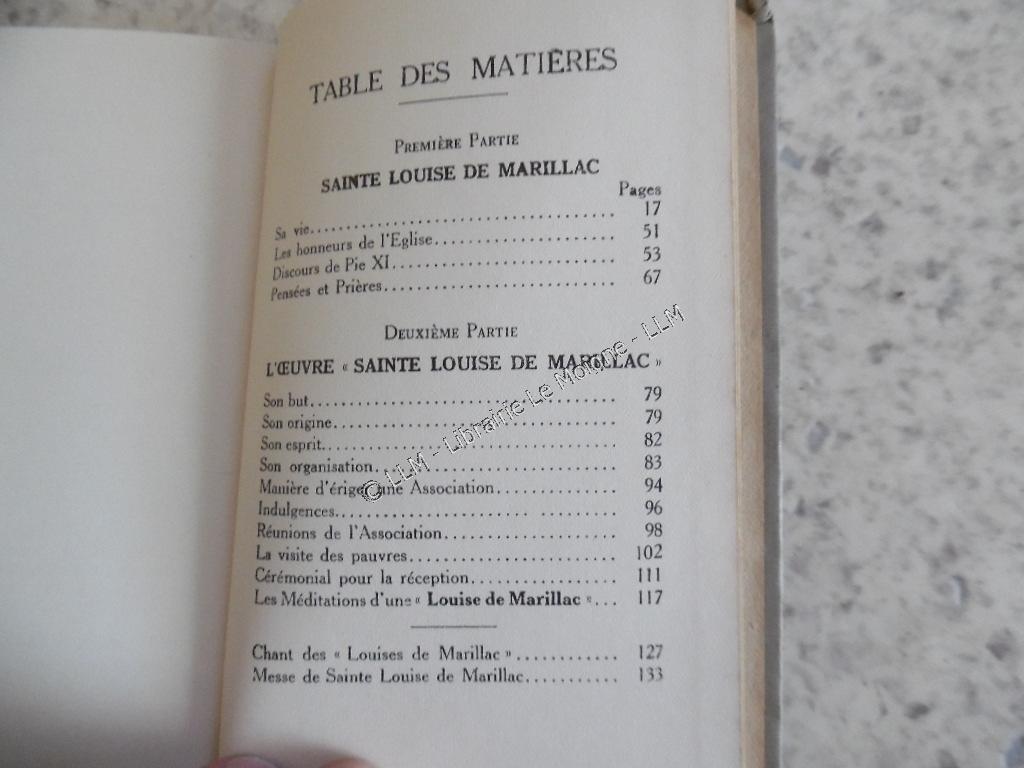 TABLE DES MATIÈRES
PREMIÈRE PARTIE
SAINTE LOUISE DE MARILLAC
Pages
Sa vie........................................ 17
Les honneurs de l'Eglise.................... 51
Discours de Pie XI......................... 53
Pensées et Prières.......................... 67
DEUXIÈME PARTIE
L'ŒUVRE « SAINTE LOUISE DE MARILLAC »
Son but.................................... 79
Son origine................................. 79
Son esprit.................................. 82
Son organisation............................ 83
Manière d'ériger une Association.............. 94
Indulgences................................. 96
Réunions de l'Association.................... 98
La visite des pauvres........................ 102
Cérémonial pour la réception................. 111
Les Méditations d'une « Louise de Marillac »... 117
Chant des « Louises de Marillac »............ 127
Messe de Sainte Louise de Marillac........... 133
© LLM - Librairie Le Moigne - LLM